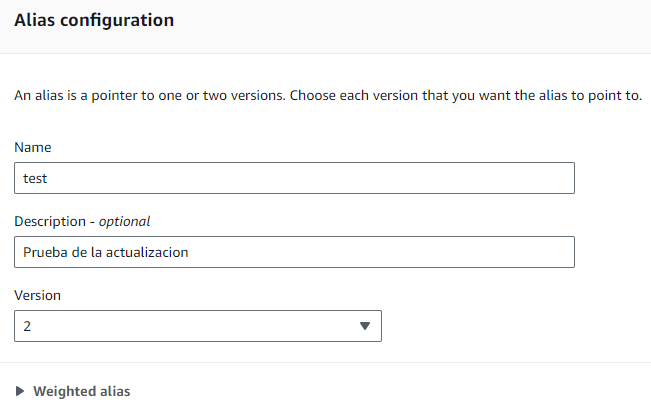 Alias configuration
An alias is a pointer to one or two versions. Choose each version that you want the alias to point to.
Name
test
Description - optional
Prueba de la actualizacion
Version
2
Weighted alias